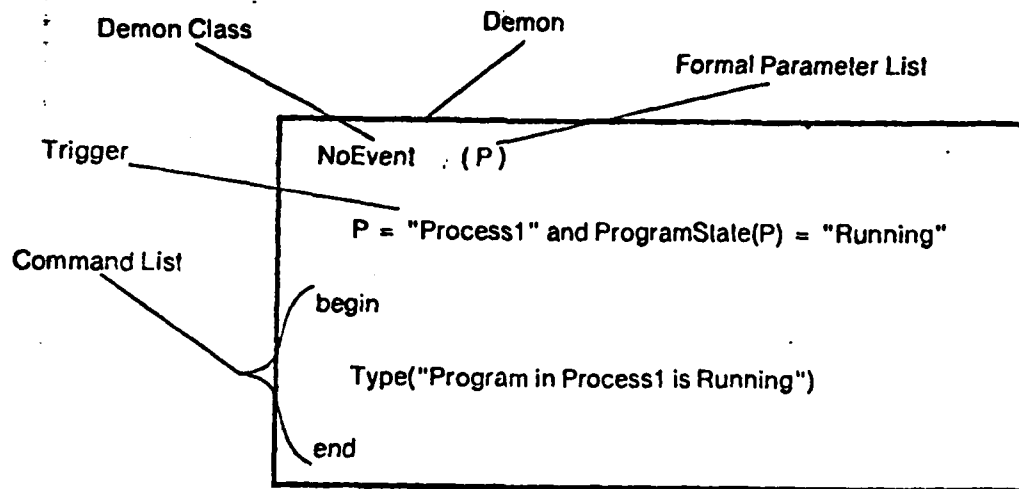 Demon Class
Demon
Formal Parameter List
Trigger
NoEvent (P)
P = "Process1" and ProgramState(P) = "Running"
Command List
begin
Type("Program in Process1 is Running")
end